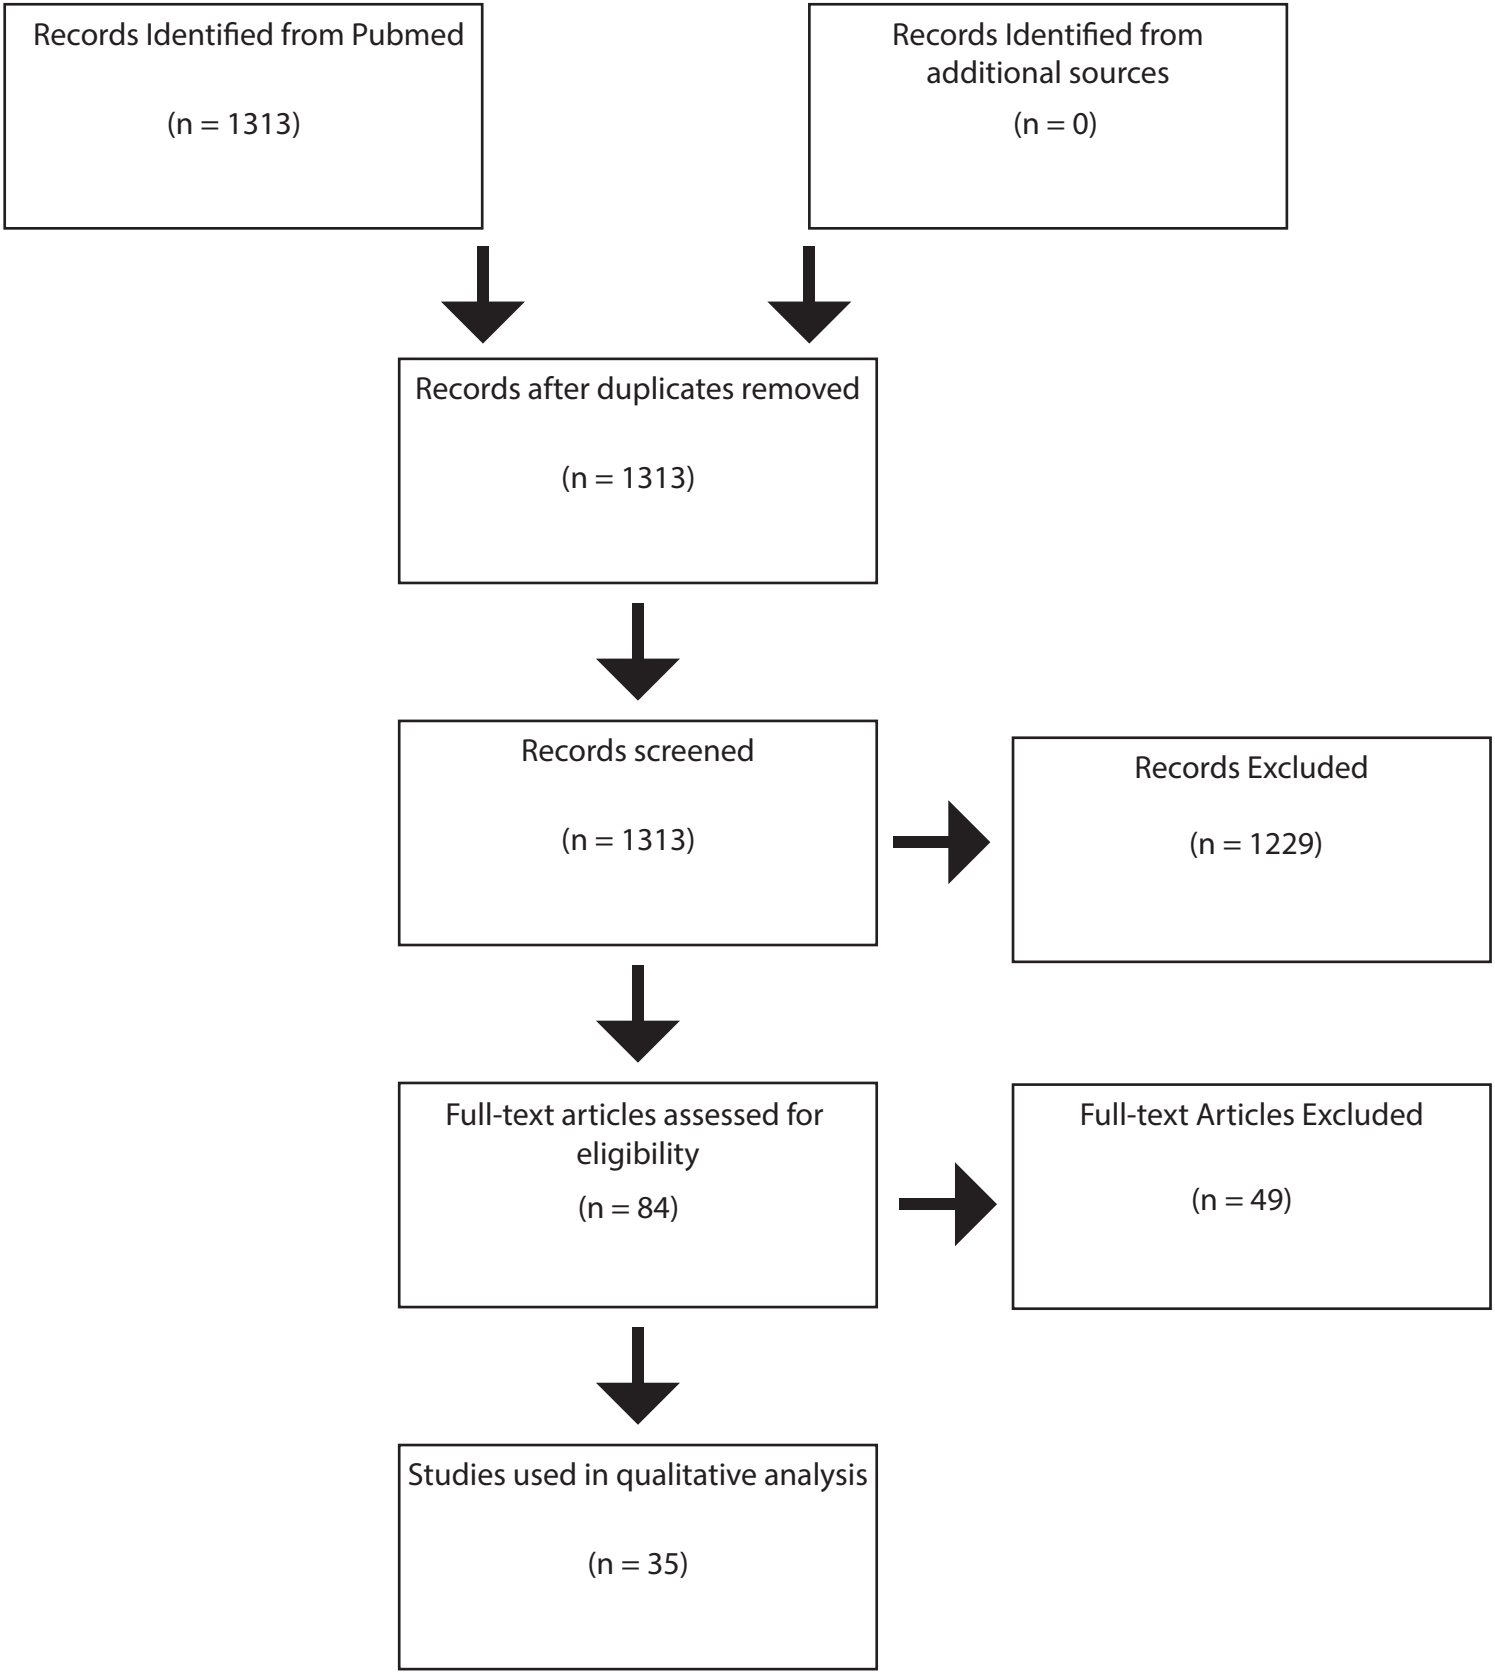 Records Identified from Pubmed
(n = 1313)
Records Identified from
additional sources
(n = 0)
Records after duplicates removed
(n = 1313)
Records screened
(n = 1313)
Records Excluded
(n = 1229)
Full-text articles assessed for
eligibility
(n = 84)
Full-text Articles Excluded
(n = 49)
Studies used in qualitative analysis
(n = 35)